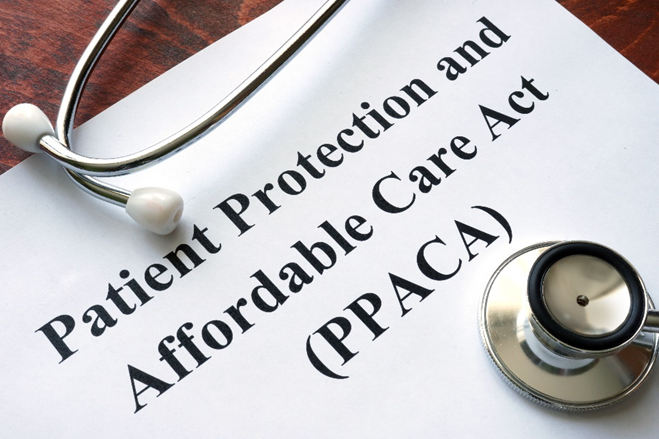 Patient Protection and
Affordable Care Act
(PPACA)